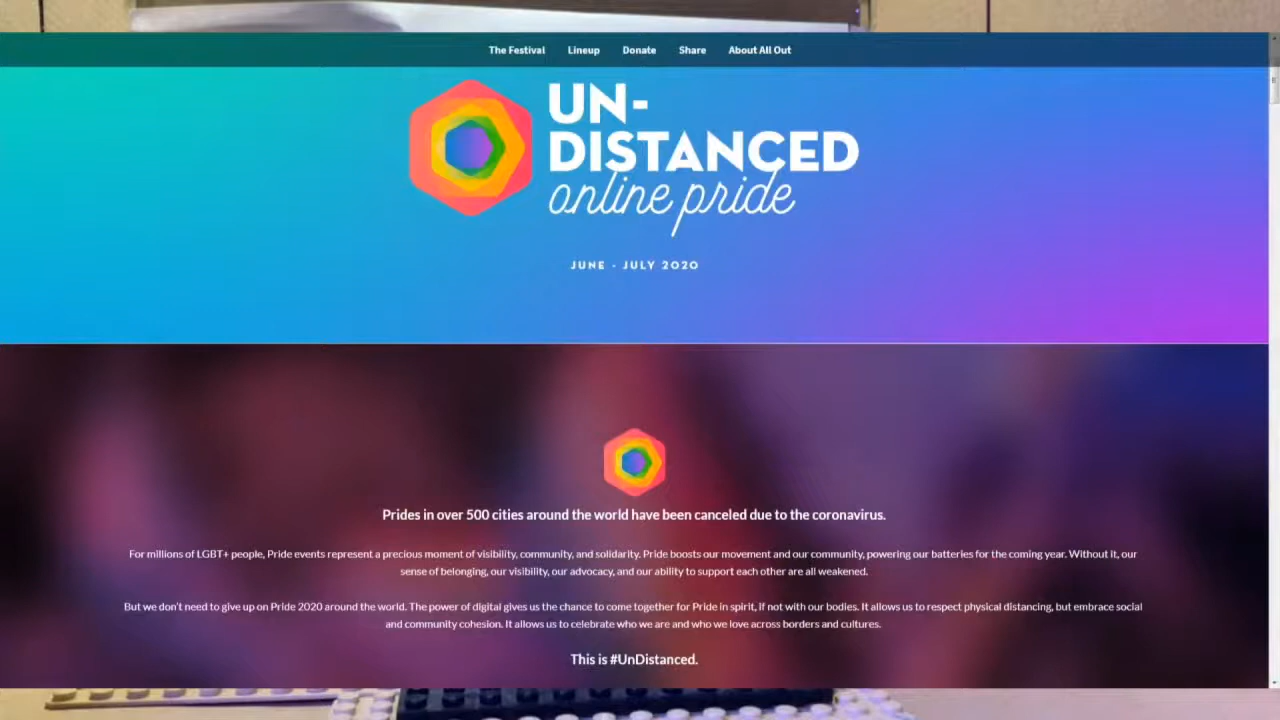 The Festival Lineup Donate Share About All Out
UN-
DISTANCED
online pride
JUNE - JULY 2020
Prides in over 500 cities around the world have been canceled due to the coronavirus.
For millions of LGBT+ people, Pride events represent a precious moment of visibility, community, and solidarity. Pride boosts our movement and our community, powering our batteries for the coming year. Without it, our
sense of belonging, our visibility, our advocacy, and our ability to support each other are all weakened.
But we don't need to give up on Pride 2020 around the world. The power of digital gives us the chance to come together for Pride in spirit, if not with our bodies. It allows us to respect physical distancing, but embrace social
and community cohesion. It allows us to celebrate who we are and who we love across borders and cultures.
This is #UnDistanced.